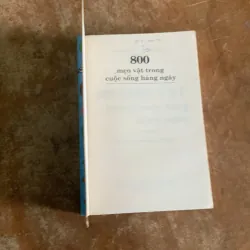 800
mẹo vặt trong
cuộc sống hàng ngày